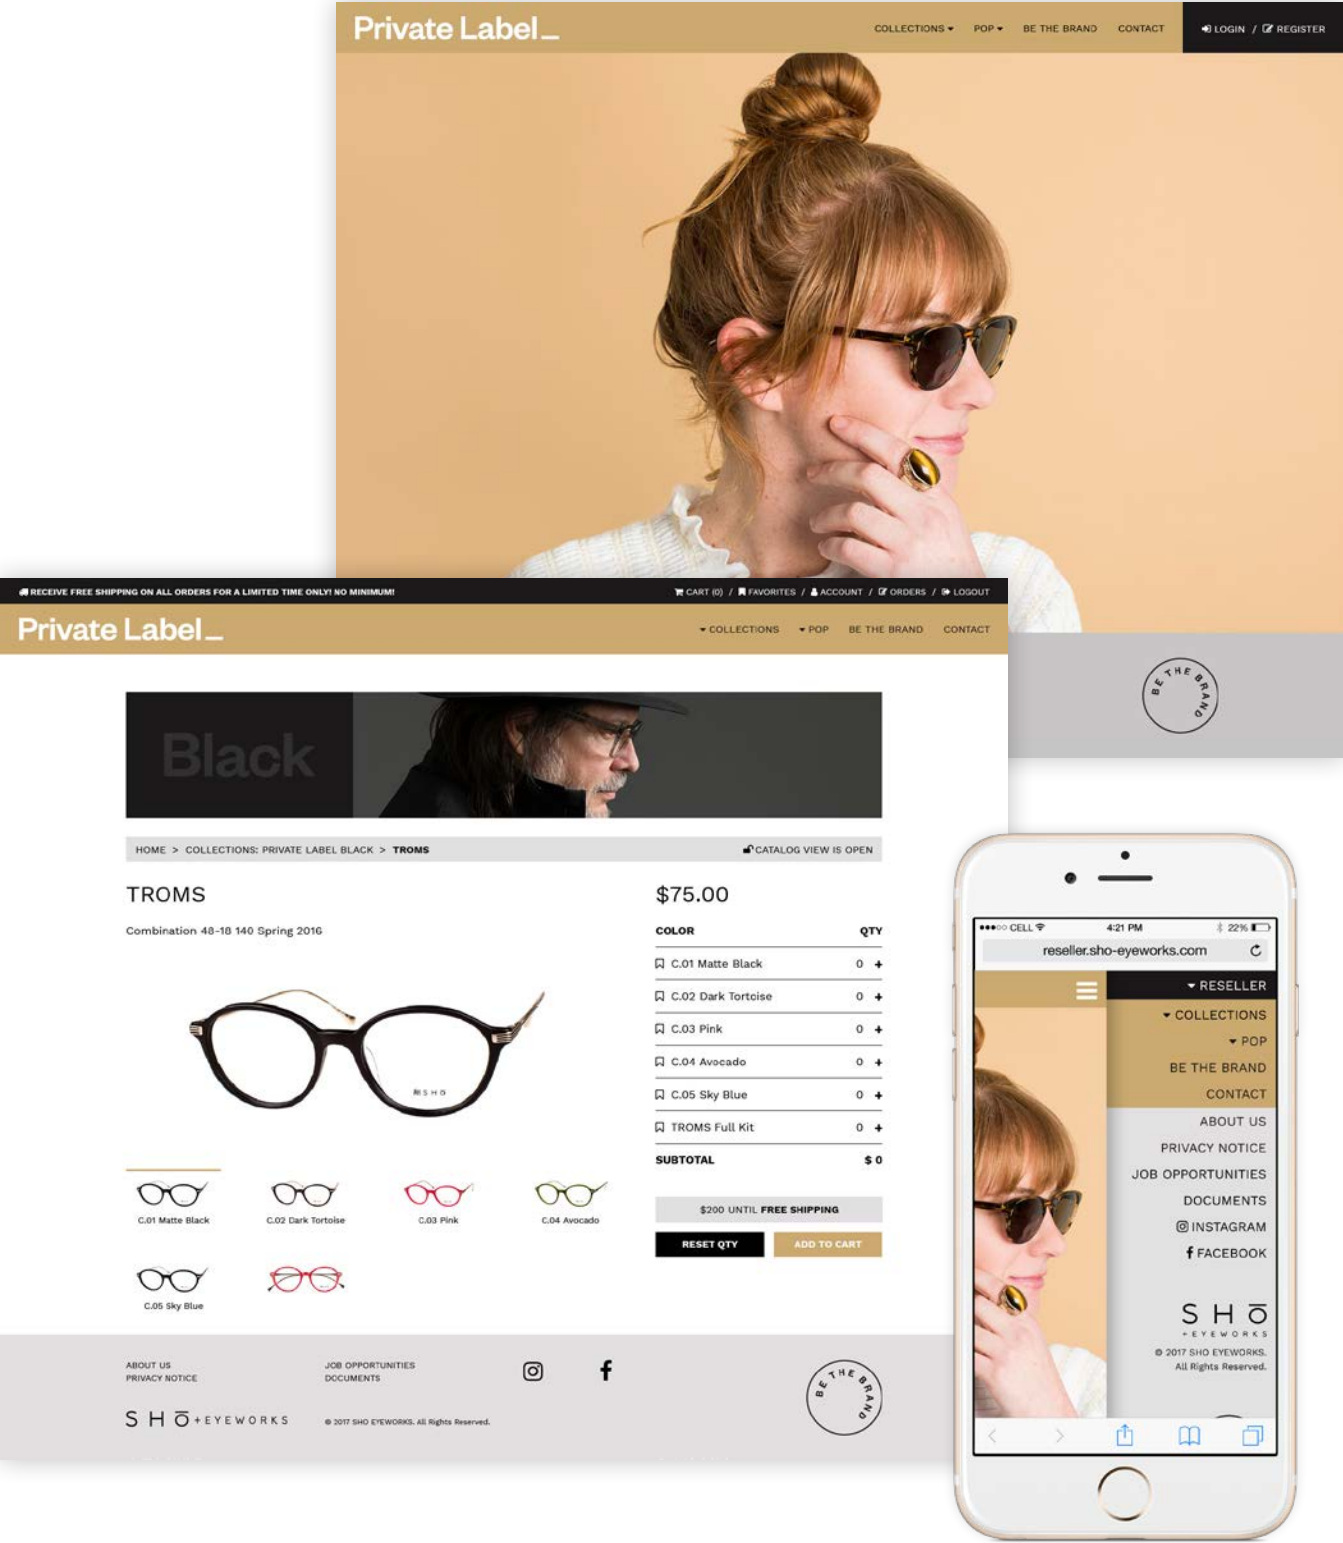 Private Label_
COLLECTIONS POP BE THE BRAND CONTACT LOGIN / REGISTER
BE THE BRAND
RECEIVE FREE SHIPPING ON ALL ORDERS FOR A LIMITED TIME ONLY! NO MINIMUM!
CART (0) / FAVORITES / ACCOUNT / ORDERS / LOGOUT
Private Label_
COLLECTIONS POP BE THE BRAND CONTACT
Black
HOME > COLLECTIONS: PRIVATE LABEL BLACK > TROMS
CATALOG VIEW IS OPEN
TROMS
Combination 48-18 140 Spring 2016
SHŌ
C.01 Matte Black
C.02 Dark Tortoise
C.03 Pink
C.04 Avocado
C.05 Sky Blue
$75.00
COLOR QTY
C.01 Matte Black 0 +
C.02 Dark Tortoise 0 +
C.03 Pink 0 +
C.04 Avocado 0 +
C.05 Sky Blue 0 +
TROMS Full Kit 0 +
SUBTOTAL $ 0
$200 UNTIL FREE SHIPPING
RESET QTY ADD TO CART
ABOUT US
PRIVACY NOTICE
JOB OPPORTUNITIES
DOCUMENTS
SHŌ+EYEWORKS
© 2017 SHO EYEWORKS. All Rights Reserved.
BE THE BRAND
CELL 4:21 PM 22%
reseller.sho-eyeworks.com
RESELLER
COLLECTIONS
POP
BE THE BRAND
CONTACT
ABOUT US
PRIVACY NOTICE
JOB OPPORTUNITIES
DOCUMENTS
INSTAGRAM
FACEBOOK
SHŌ
+EYEWORKS
© 2017 SHO EYEWORKS.
All Rights Reserved.